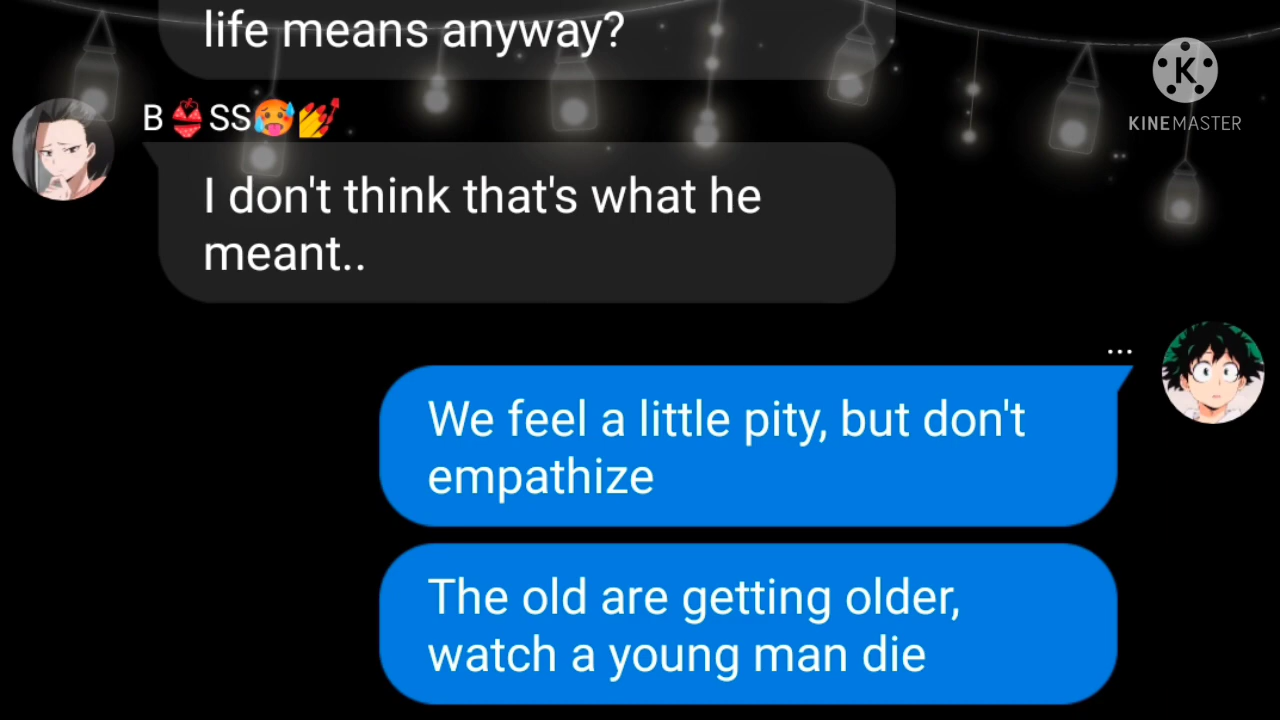 life means anyway?
B👙SS🥵💅
I don't think that's what he
meant..
...
We feel a little pity, but don't
empathize
The old are getting older,
watch a young man die
K
KINEMASTER